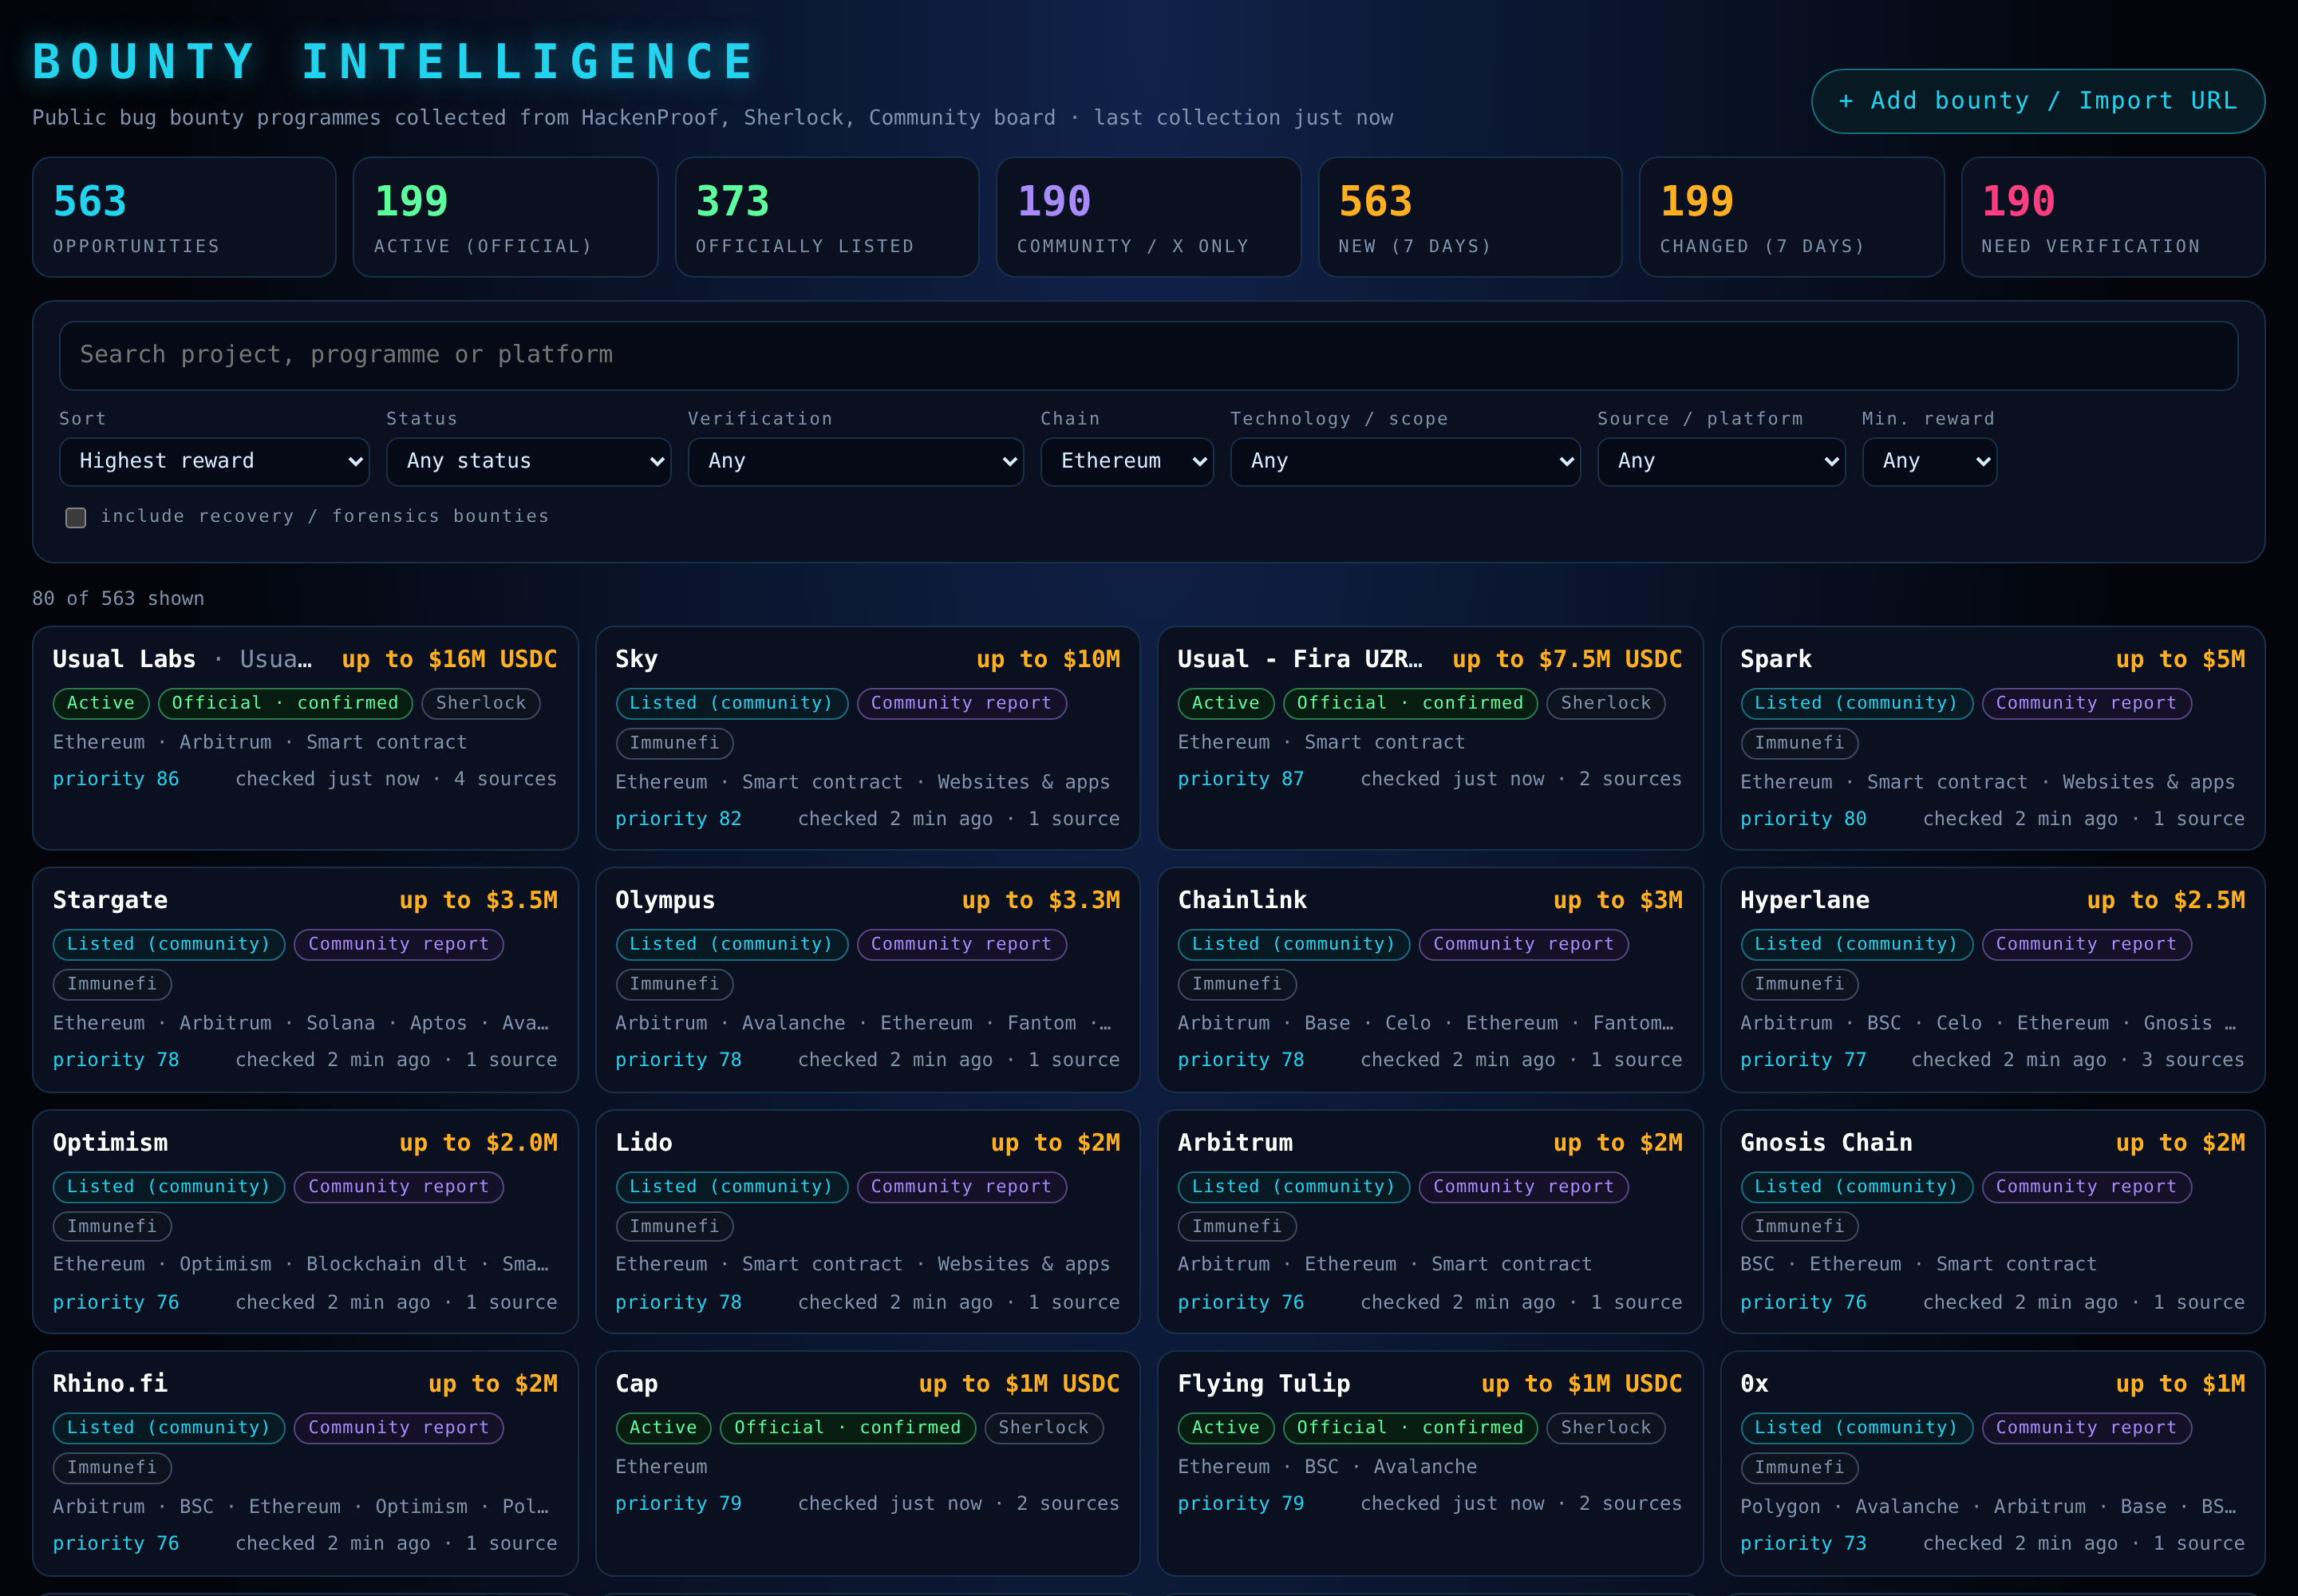 BOUNTY INTELLIGENCE
Public bug bounty programmes collected from HackenProof, Sherlock, Community board · last collection just now
+ Add bounty / Import URL
563
OPPORTUNITIES
199
ACTIVE (OFFICIAL)
373
OFFICIALLY LISTED
190
COMMUNITY / X ONLY
563
NEW (7 DAYS)
199
CHANGED (7 DAYS)
190
NEED VERIFICATION
Search project, programme or platform
Sort
Status
Verification
Chain
Technology / scope
Source / platform
Min. reward
Highest reward
Any status
Any
Ethereum
Any
Any
Any
include recovery / forensics bounties
80 of 563 shown
Usual Labs · Usua… up to $16M USDC
Active Official · confirmed Sherlock
Ethereum · Arbitrum · Smart contract
priority 86 checked just now · 4 sources
Sky up to $10M
Listed (community) Community report
Immunefi
Ethereum · Smart contract · Websites & apps
priority 82 checked 2 min ago · 1 source
Usual - Fira UZR… up to $7.5M USDC
Active Official · confirmed Sherlock
Ethereum · Smart contract
priority 87 checked just now · 2 sources
Spark up to $5M
Listed (community) Community report
Immunefi
Ethereum · Smart contract · Websites & apps
priority 80 checked 2 min ago · 1 source
Stargate up to $3.5M
Listed (community) Community report
Immunefi
Ethereum · Arbitrum · Solana · Aptos · Ava…
priority 78 checked 2 min ago · 1 source
Olympus up to $3.3M
Listed (community) Community report
Immunefi
Arbitrum · Avalanche · Ethereum · Fantom ·…
priority 78 checked 2 min ago · 1 source
Chainlink up to $3M
Listed (community) Community report
Immunefi
Arbitrum · Base · Celo · Ethereum · Fantom…
priority 78 checked 2 min ago · 1 source
Hyperlane up to $2.5M
Listed (community) Community report
Immunefi
Arbitrum · BSC · Celo · Ethereum · Gnosis …
priority 77 checked 2 min ago · 3 sources
Optimism up to $2.0M
Listed (community) Community report
Immunefi
Ethereum · Optimism · Blockchain dlt · Sma…
priority 76 checked 2 min ago · 1 source
Lido up to $2M
Listed (community) Community report
Immunefi
Ethereum · Smart contract · Websites & apps
priority 78 checked 2 min ago · 1 source
Arbitrum up to $2M
Listed (community) Community report
Immunefi
Arbitrum · Ethereum · Smart contract
priority 76 checked 2 min ago · 1 source
Gnosis Chain up to $2M
Listed (community) Community report
Immunefi
BSC · Ethereum · Smart contract
priority 76 checked 2 min ago · 1 source
Rhino.fi up to $2M
Listed (community) Community report
Immunefi
Arbitrum · BSC · Ethereum · Optimism · Pol…
priority 76 checked 2 min ago · 1 source
Cap up to $1M USDC
Active Official · confirmed Sherlock
Ethereum
priority 79 checked just now · 2 sources
Flying Tulip up to $1M USDC
Active Official · confirmed Sherlock
Ethereum · BSC · Avalanche
priority 79 checked just now · 2 sources
0x up to $1M
Listed (community) Community report
Immunefi
Polygon · Avalanche · Arbitrum · Base · BS…
priority 73 checked 2 min ago · 1 source